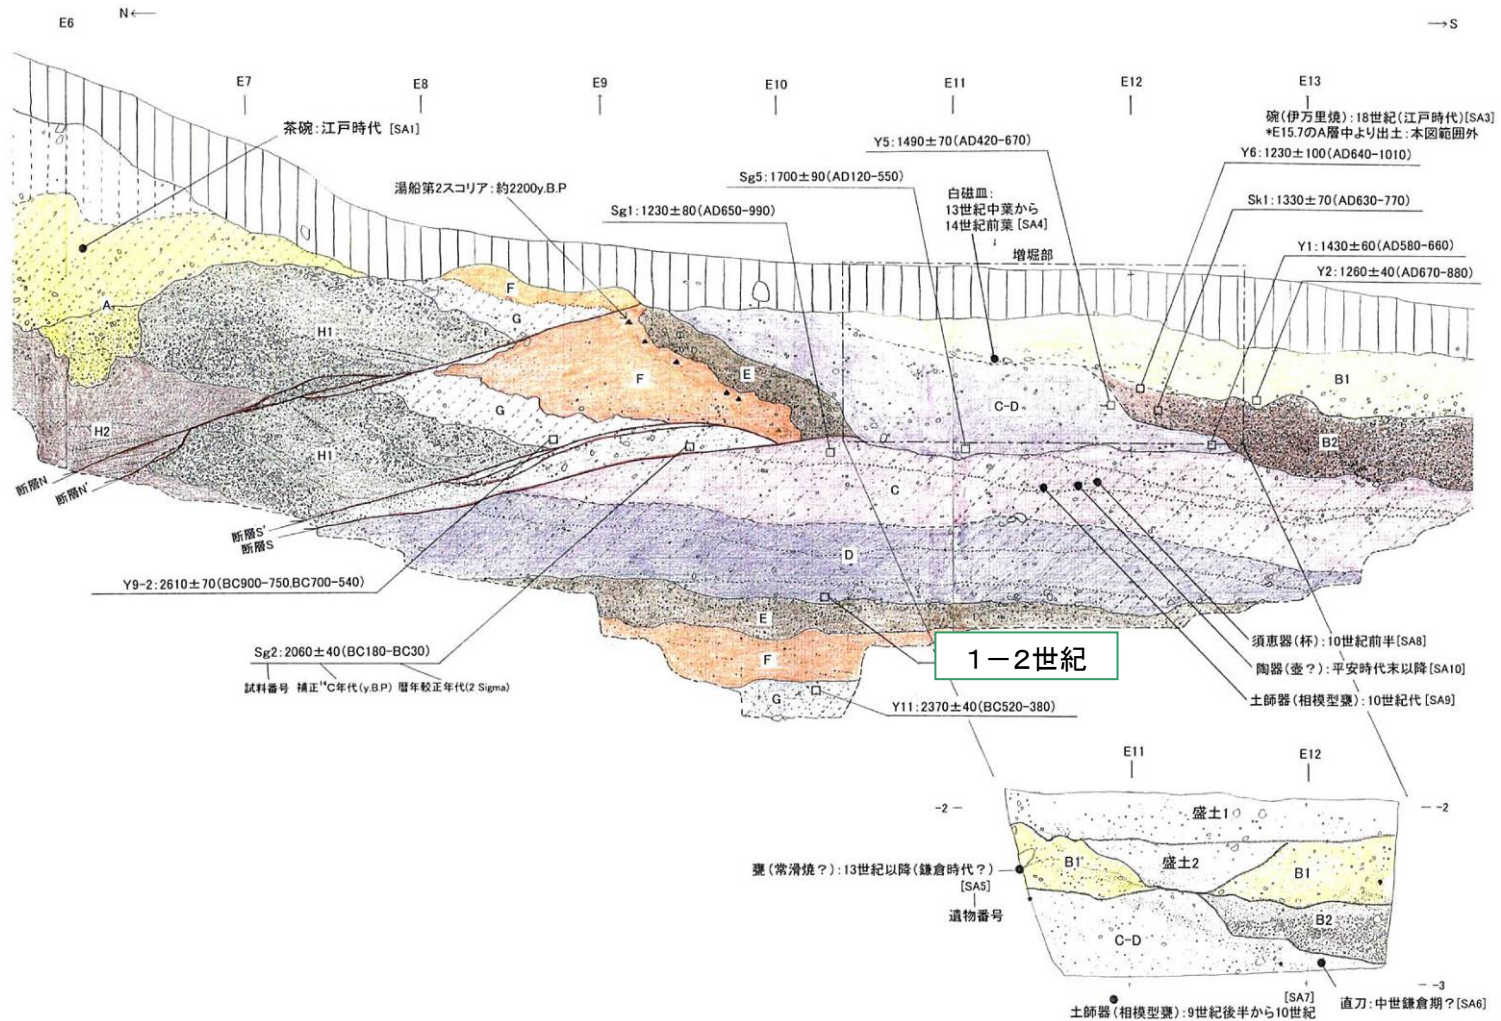 N←
→S
E6
E7
E8
E9
E10
E11
E12
E13
茶碗:江戸時代 [SA1]
湯船第2スコリア:約2200y.B.P
Sg1:1230±80(AD650-990)
Sg5:1700±90(AD120-550)
Y5:1490±70(AD420-670)
白磁皿:
13世紀中葉から
14世紀前葉 [SA4]
増堀部
碗(伊万里焼):18世紀(江戸時代)[SA3]
*E15.7のA層中より出土:本図範囲外
Y6:1230±100(AD640-1010)
Sk1:1330±70(AD630-770)
Y1:1430±60(AD580-660)
Y2:1260±40(AD670-880)
A
H1
H2
F
G
F
E
G
H1
C-D
B1
B2
C
D
E
F
G
断層N
断層N'
断層S'
断層S
Y9-2:2610±70(BC900-750,BC700-540)
Sg2:2060±40(BC180-BC30)
試料番号 補正¹⁴C年代(y.B.P) 暦年較正年代(2 Sigma)
1-2世紀
Y11:2370±40(BC520-380)
須恵器(杯):10世紀前半[SA8]
陶器(壺?):平安時代末以降[SA10]
土師器(相模型甕):10世紀代 [SA9]
E11
E12
-2
-2
盛土1
盛土2
B1'
B1
B2
C-D
甕(常滑焼?):13世紀以降(鎌倉時代?)
[SA5]
遺物番号
-3
[SA7]
土師器(相模型甕):9世紀後半から10世紀
直刀:中世鎌倉期?[SA6]